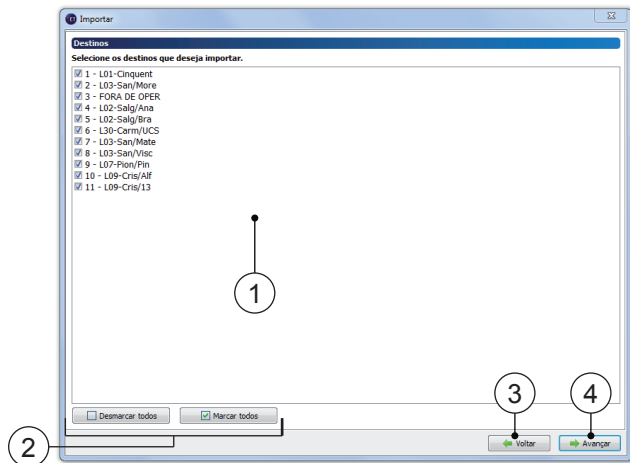 Importar
Destinos
Selecione os destinos que deseja importar.
1 - L01-Cinquent
2 - L03-San/More
3 - FORA DE OPER
4 - L02-Salg/Ana
5 - L02-Salg/Bra
6 - L30-Carm/UCS
7 - L03-San/Mate
8 - L03-San/Visc
9 - L07-Pion/Pin
10 - L09-Cris/Alf
11 - L09-Cris/13
1
3
4
Desmarcar todos
Marcar todos
2
Voltar
Avançar